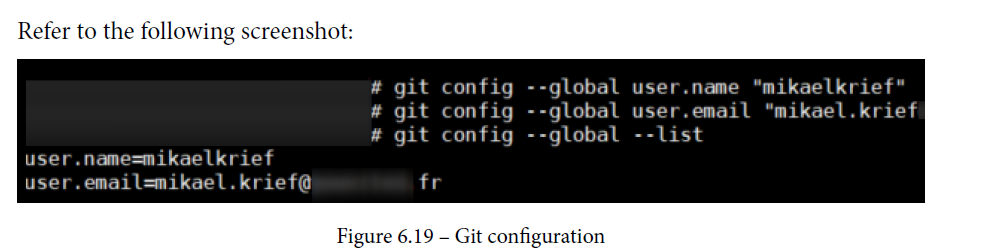 Refer to the following screenshot:
# git config --global user.name "mikaelkrief"
# git config --global user.email "mikael.krief
# git config --global --list
user.name=mikaelkrief
user.email=mikael.krief@ fr
Figure 6.19 – Git configuration